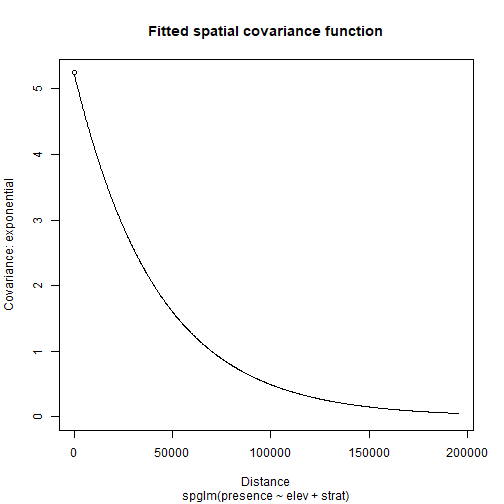 Fitted spatial covariance function
Covariance: exponential
5
4
3
2
1
0
0 50000 100000 150000 200000
Distance
spglm(presence ~ elev + strat)